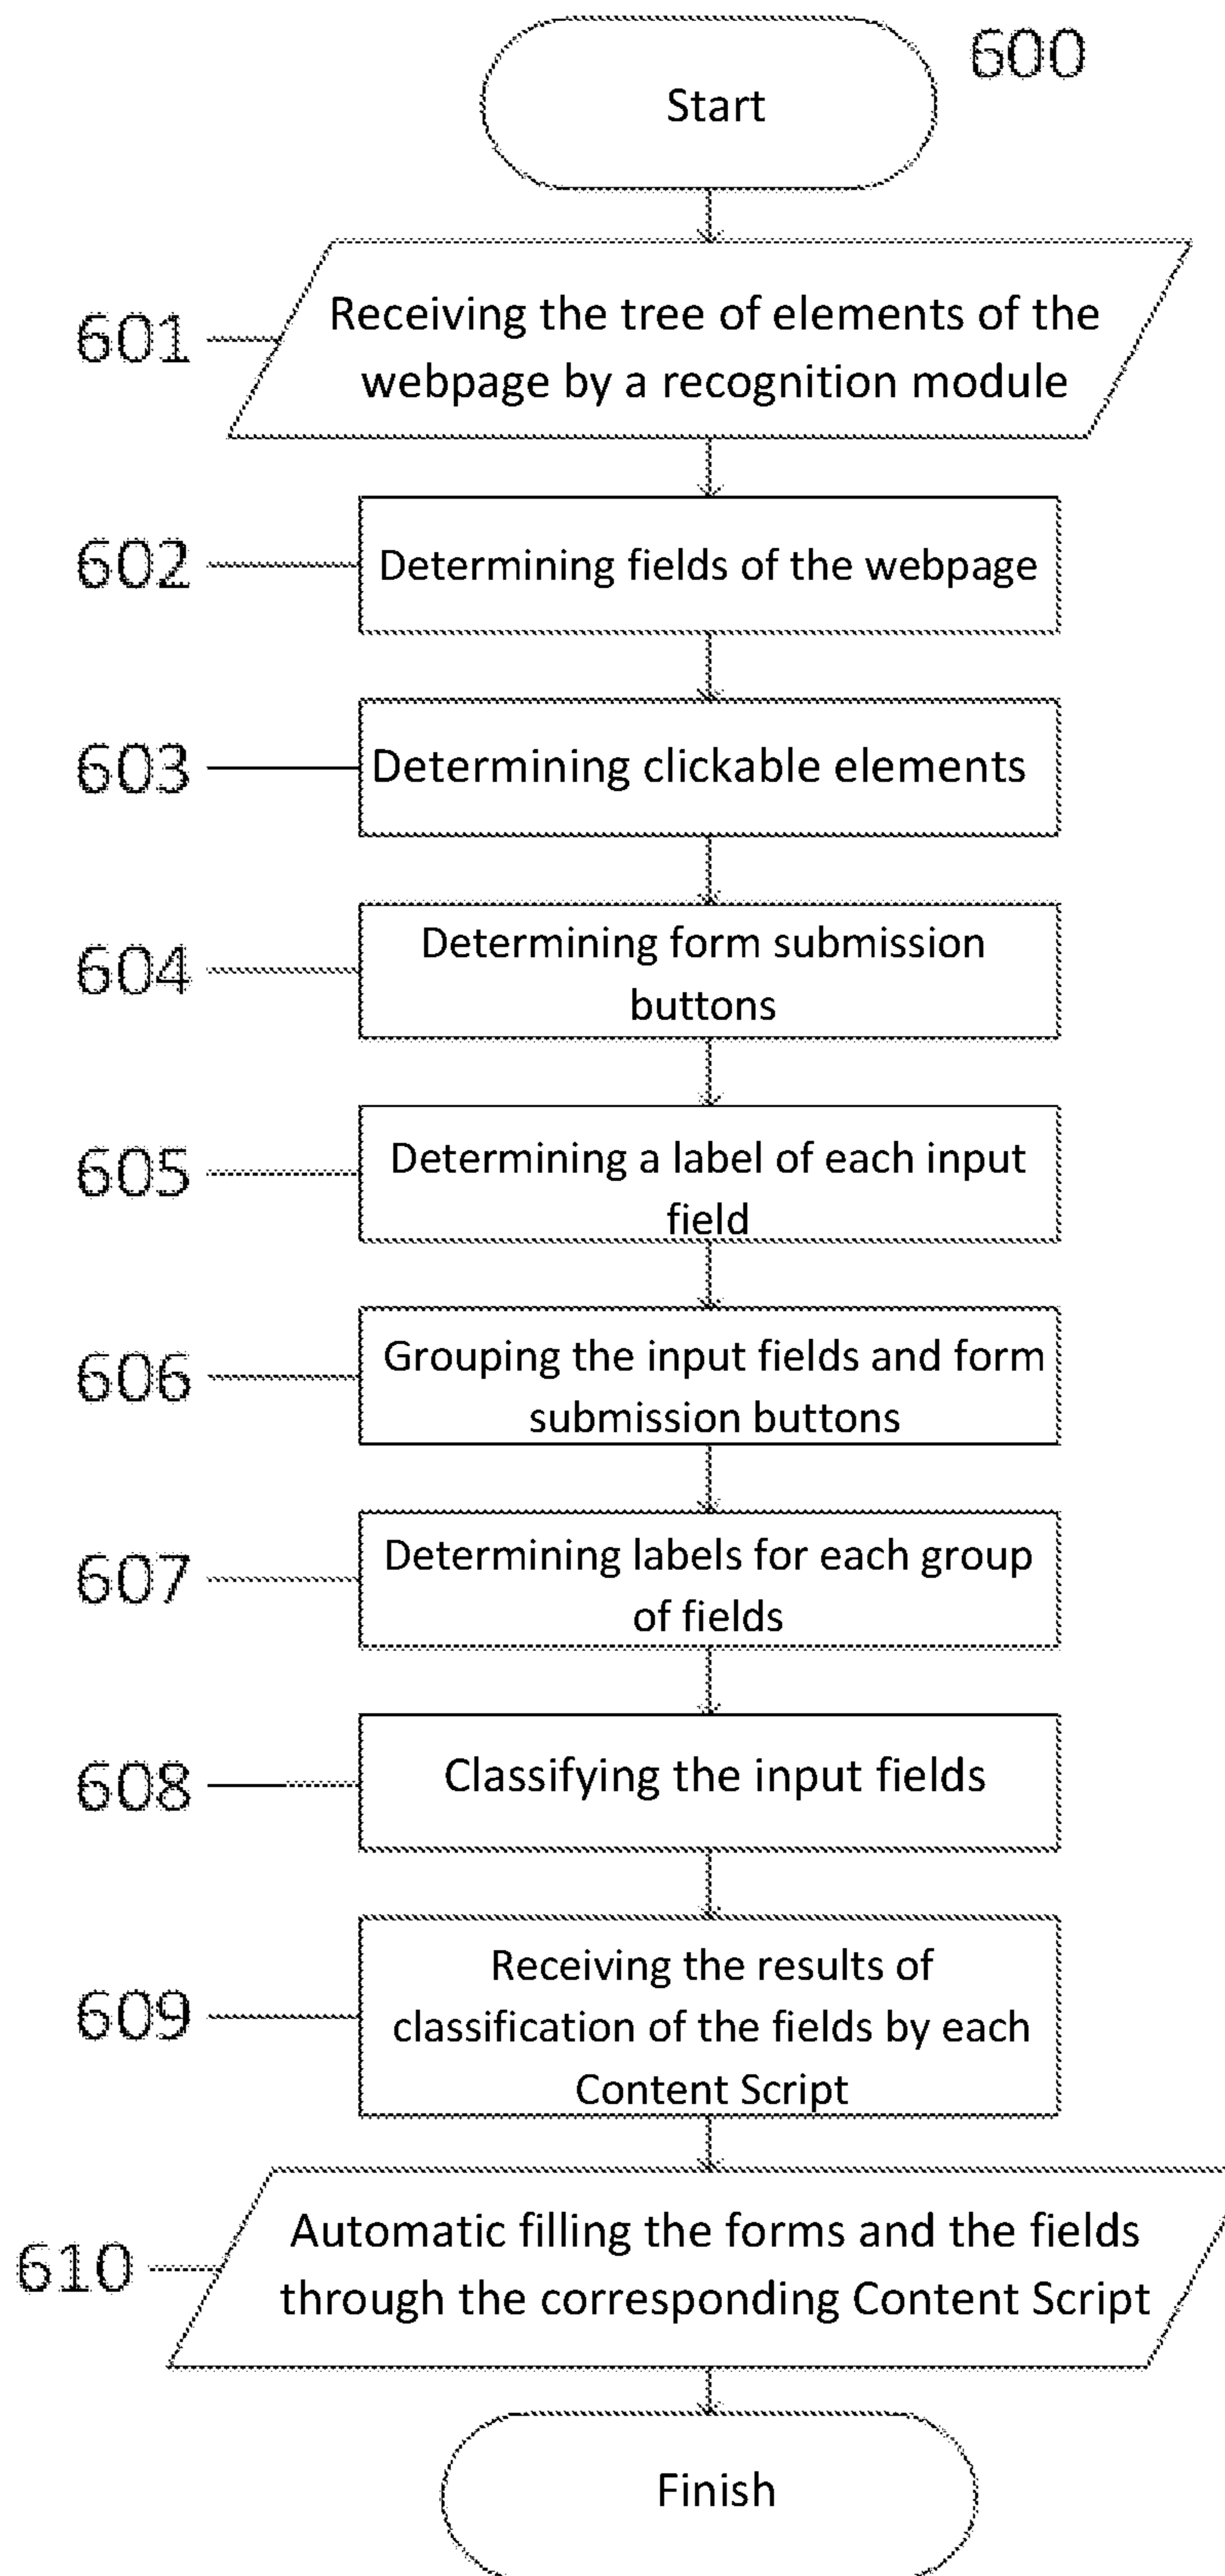 600
Start
601
Receiving the tree of elements of the
webpage by a recognition module
602
Determining fields of the webpage
603
Determining clickable elements
604
Determining form submission
buttons
605
Determining a label of each input
field
606
Grouping the input fields and form
submission buttons
607
Determining labels for each group
of fields
608
Classifying the input fields
609
Receiving the results of
classification of the fields by each
Content Script
610
Automatic filling the forms and the fields
through the corresponding Content Script
Finish